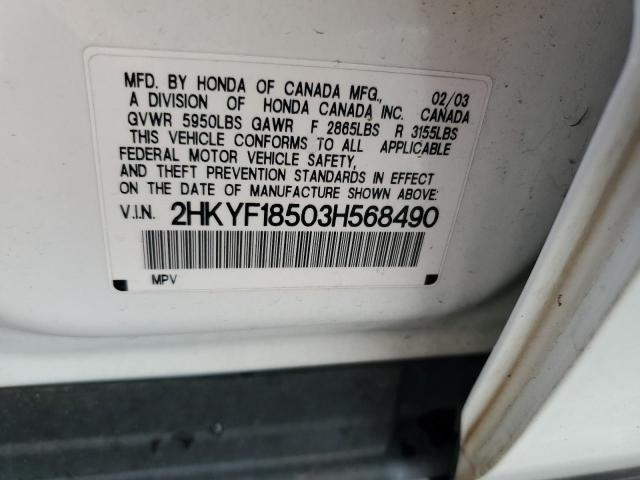 MFD. BY HONDA OF CANADA MFG., 02/03
A DIVISION OF HONDA CANADA INC. CANADA
GVWR 5950LBS GAWR F 2865LBS R 3155LBS
THIS VEHICLE CONFORMS TO ALL APPLICABLE
FEDERAL MOTOR VEHICLE SAFETY,
AND THEFT PREVENTION STANDARDS IN EFFECT
ON THE DATE OF MANUFACTURE SHOWN ABOVE:
V.I.N. 2HKYF18503H568490
MPV